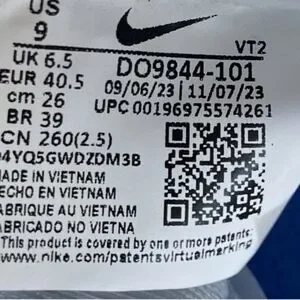 US
9
UK 6.5
EUR 40.5
cm 26
BR 39
CN 260(2.5)
VT2
DO9844-101
09/06/23 | 11/07/23
UPC 00196975574261
04YQ5GWDZDM3B
MADE IN VIETNAM
HECHO EN VIETNAM
FABRIQUE AU VIETNAM
FABRICADO NO VIETNAM
This product is covered by one or more patents
www.nike.com/patentsvirtualmarking